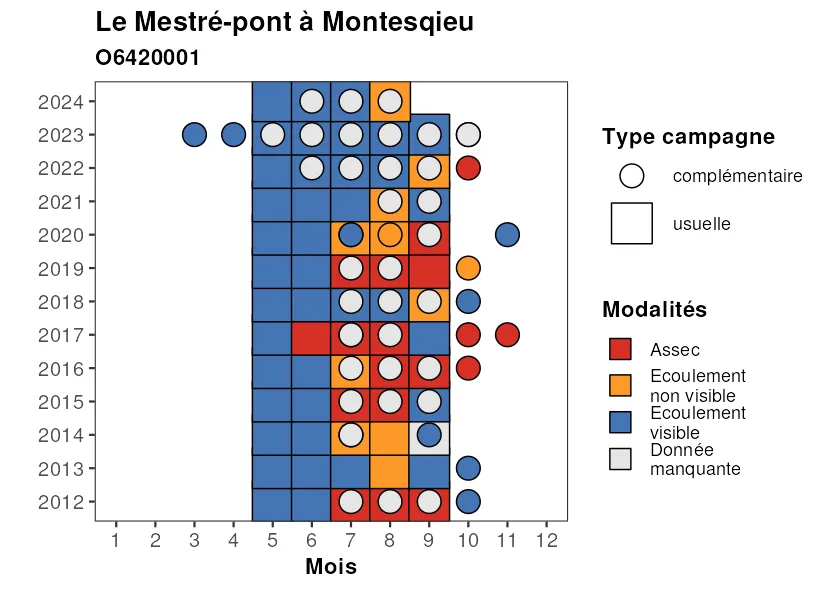 Le Mestré-pont à Montesqieu
O6420001
2024
2023
2022
2021
2020
2019
2018
2017
2016
2015
2014
2013
2012
1 2 3 4 5 6 7 8 9 10 11 12
Mois
Type campagne
complémentaire
usuelle
Modalités
Assec
Ecoulement
non visible
Ecoulement
visible
Donnée
manquante